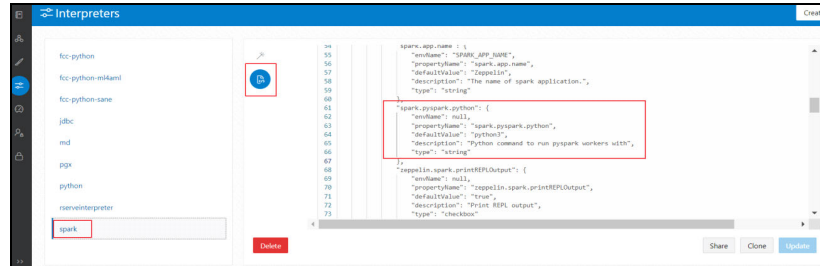 Interpreters
Creat
fcc-python
fcc-python-ml4aml
fcc-python-sane
jdbc
md
pgx
python
rserveinterpreter
spark
54 spark.app.name : {
55 "envName": "SPARK_APP_NAME",
56 "propertyName": "spark.app.name",
57 "defaultValue": "Zeppelin",
58 "description": "The name of spark application.",
59 "type": "string"
60 },
61 "spark.pyspark.python": {
62 "envName": null,
63 "propertyName": "spark.pyspark.python",
64 "defaultValue": "python3",
65 "description": "Python command to run pyspark workers with",
66 "type": "string"
67 },
68 "zeppelin.spark.printREPLOutput": {
69 "envName": null,
70 "propertyName": "zeppelin.spark.printREPLOutput",
71 "defaultValue": "true",
72 "description": "Print REPL output",
73 "type": "checkbox"
Delete
Share
Clone
Update